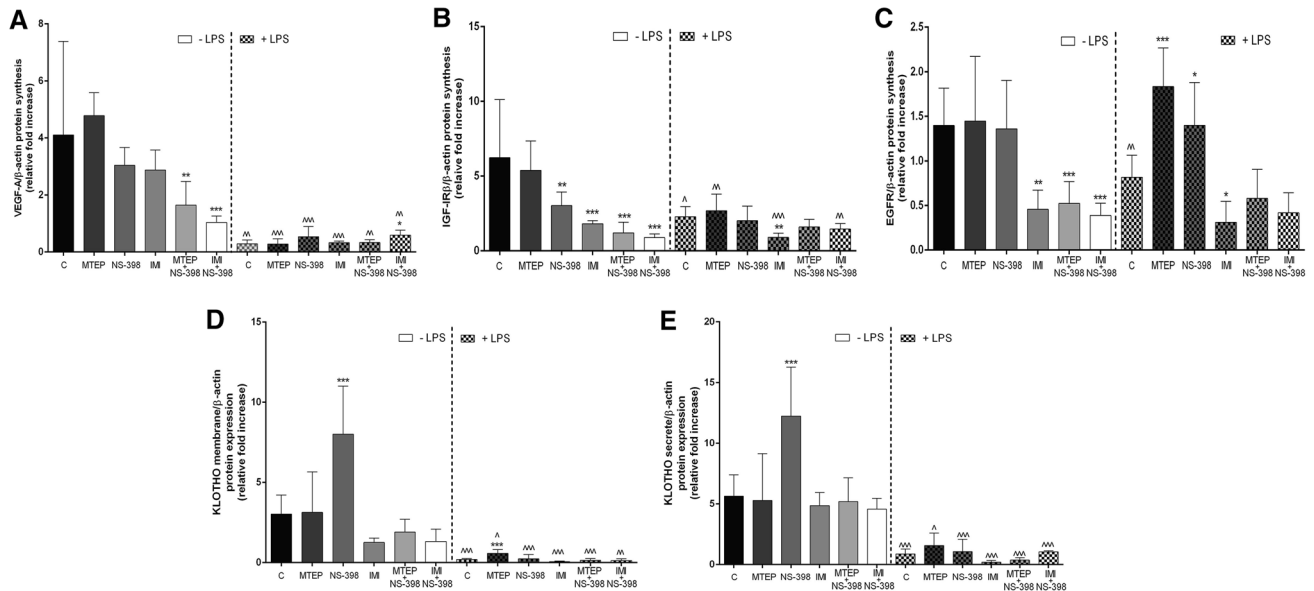 A
VEGF-A/β-actin protein synthesis
(relative fold increase)
8
6
4
2
0
- LPS
+ LPS
**
***
^^
^^^
^^^
^^^
^^
^^
*
C
MTEP
NS-398
IMI
MTEP
+
NS-398
IMI
+
NS-398
C
MTEP
NS-398
IMI
MTEP
+
NS-398
IMI
+
NS-398
B
IGF-IRβ/β-actin protein synthesis
(relaive fold increase)
15
10
5
0
- LPS
+ LPS
**
***
***
***
^
^^
^^^
**
^^
C
MTEP
NS-398
IMI
MTEP
+
NS-398
IMI
+
NS-398
C
MTEP
NS-398
IMI
MTEP
+
NS-398
IMI
+
NS-398
C
EGFR/β-actin protein synthesis
(relative fold increase)
2.5
2.0
1.5
1.0
0.5
0.0
- LPS
+ LPS
**
***
***
^^
***
*
*
C
MTEP
NS-398
IMI
MTEP
+
NS-398
IMI
+
NS-398
C
MTEP
NS-398
IMI
MTEP
+
NS-398
IMI
+
NS-398
D
KLOTHO membrane/β-actin
protein expression
(relative fold increase)
15
10
5
0
- LPS
+ LPS
***
^^^
^
***
^^^
^^^
^^^
^^
C
MTEP
NS-398
IMI
MTEP
+
NS-398
IMI
+
NS-398
C
MTEP
NS-398
IMI
MTEP
+
NS-398
IMI
+
NS-398
E
KLOTHO secrete/β-actin
protein expression
(relative fold increase)
20
15
10
5
0
- LPS
+ LPS
***
^^^
^
^^^
^^^
^^^
^^^
C
MTEP
NS-398
IMI
MTEP
+
NS-398
IMI
+
NS-398
C
MTEP
NS-398
IMI
MTEP
+
NS-398
IMI
+
NS-398